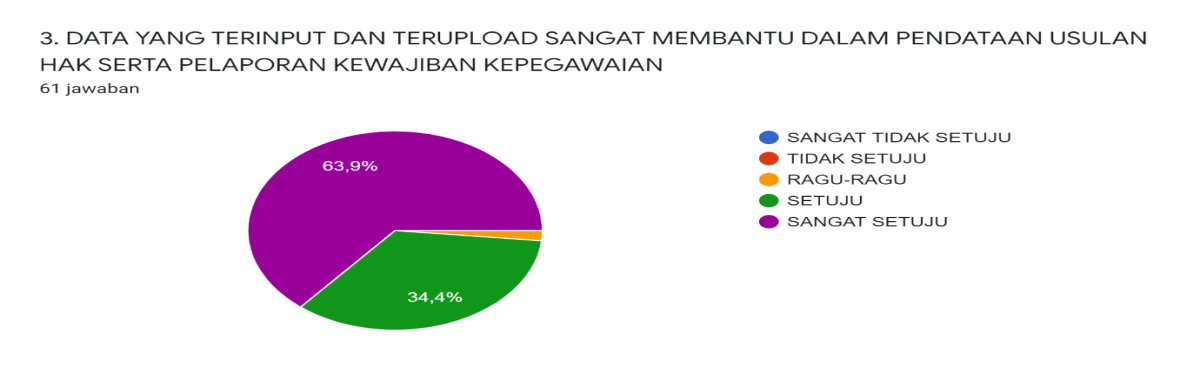 3. DATA YANG TERINPUT DAN TERUPLOAD SANGAT MEMBANTU DALAM PENDATAAN USULAN
HAK SERTA PELAPORAN KEWAJIBAN KEPEGAWAIAN
61 jawaban
63,9%
34,4%
SANGAT TIDAK SETUJU
TIDAK SETUJU
RAGU-RAGU
SETUJU
SANGAT SETUJU